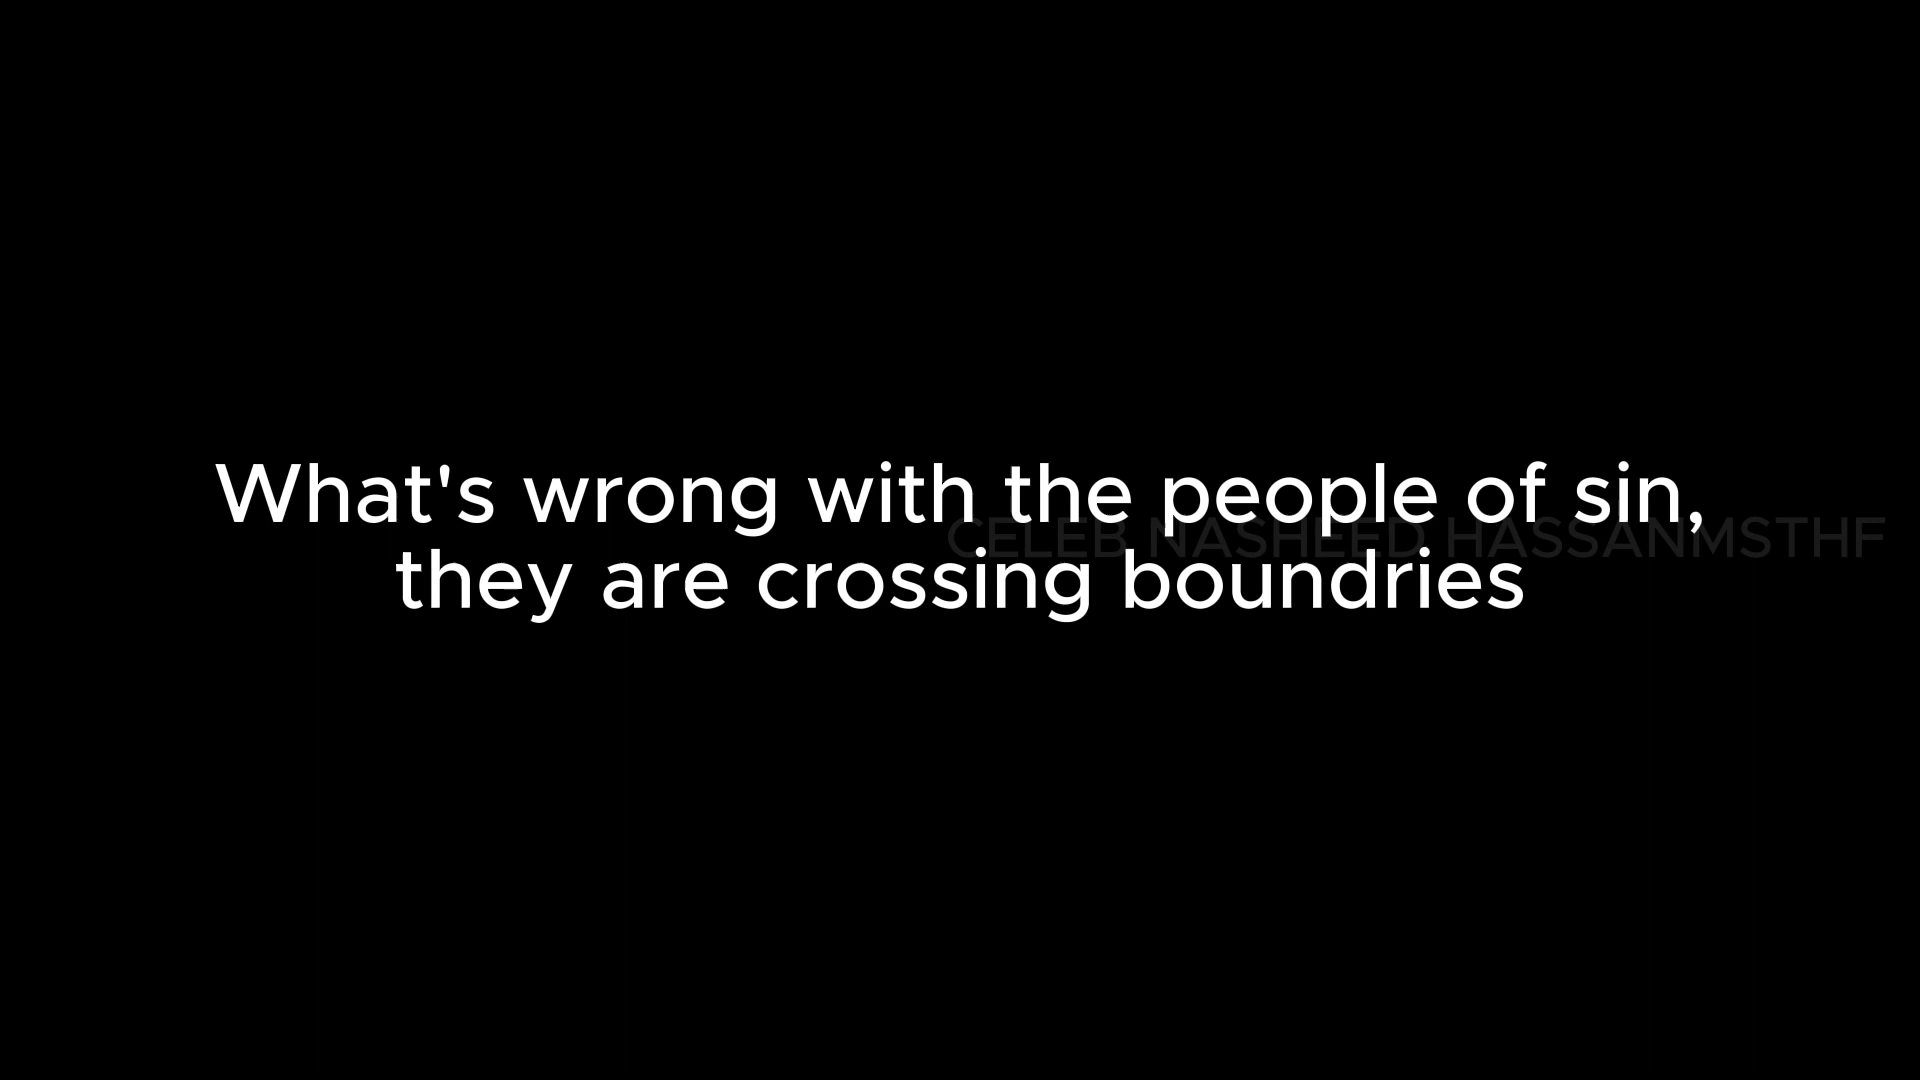 What's wrong with the people of sin,
CELEB NASHEED HASSANMSTHF
they are crossing boundries